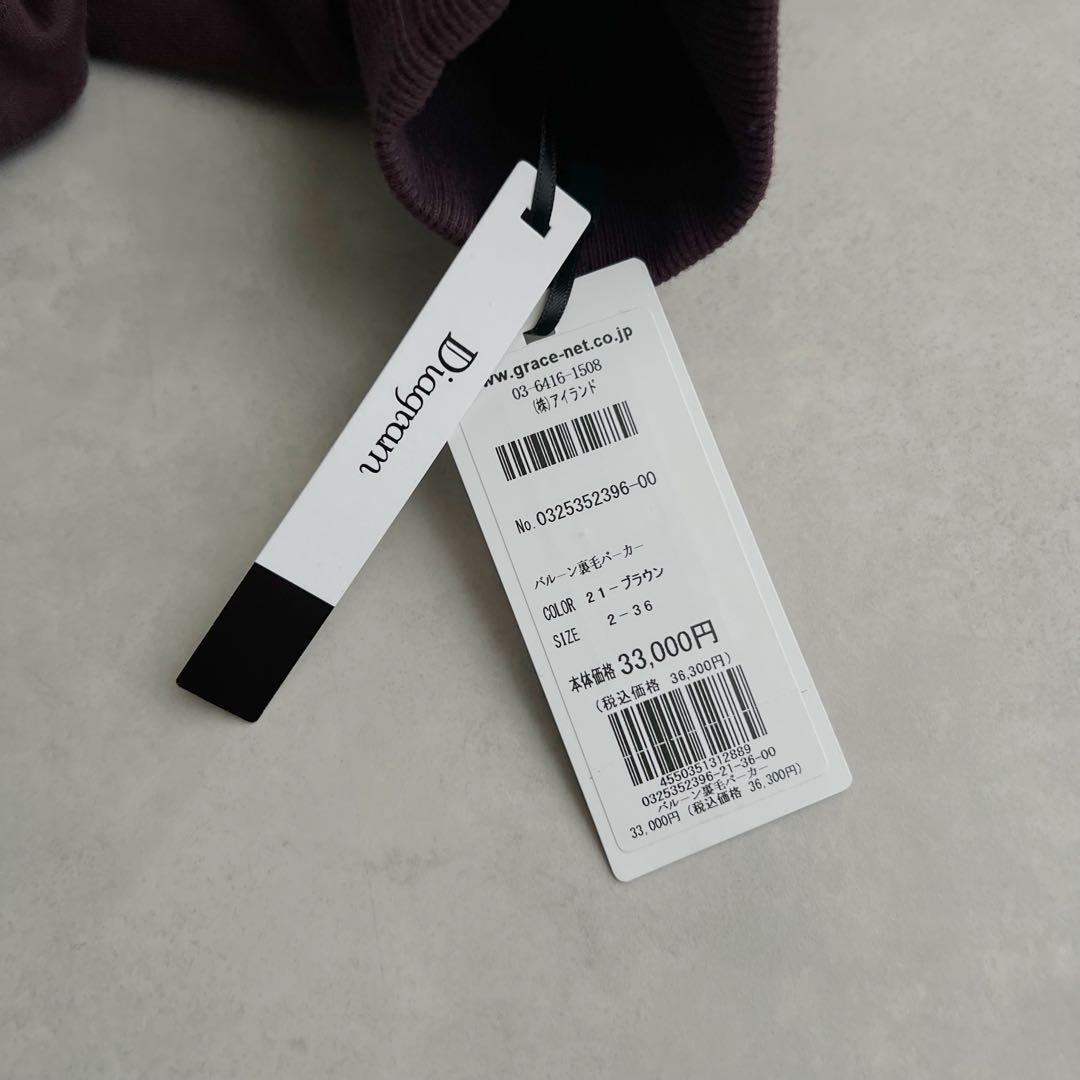 Diagram
www.grace-net.co.jp
03-6416-1508
(株)アイランド
No.0325352396-00
バルーン裏毛パーカー
COLOR 21-ブラウン
SIZE 2-36
本体価格 33,000円
(税込価格 36,300円)
4550351312889
0325352396-21-36-00
バルーン裏毛パーカー
33,000円 (税込価格 36,300円)